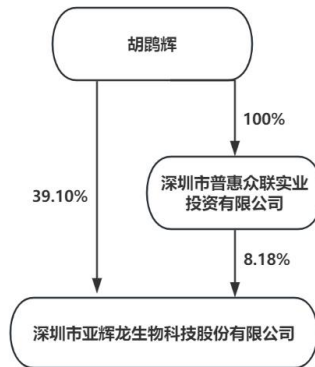 胡鹍辉
100%
39.10%
深圳市普惠众联实业
投资有限公司
8.18%
深圳市亚辉龙生物科技股份有限公司